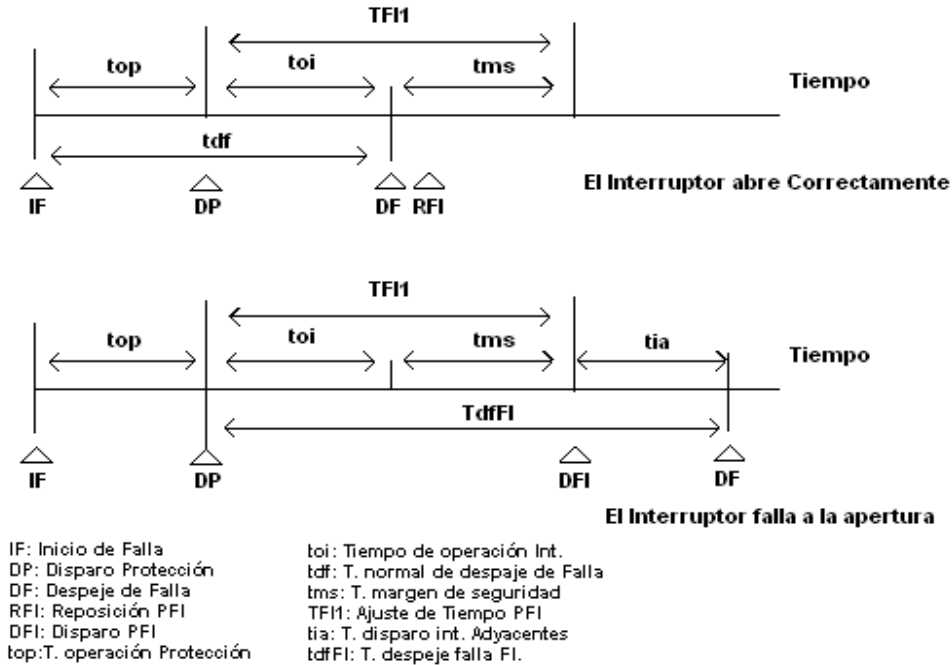 TFI1
top toi tms
Tiempo
tdf
El Interruptor abre Correctamente
IF DP DF RFI
TFI1
top toi tms tia
Tiempo
TdfFI
IF DP DFI DF
El Interruptor falla a la apertura
IF: Inicio de Falla
DP: Disparo Protección
DF: Despeje de Falla
RFI: Reposición PFI
DFI: Disparo PFI
top:T. operación Protección
toi: Tiempo de operación Int.
tdf: T. normal de despaje de Falla
tms: T. margen de seguridad
TFI1: Ajuste de Tiempo PFI
tia: T. disparo int. Adyacentes
tdfFI: T. despeje falla FI.